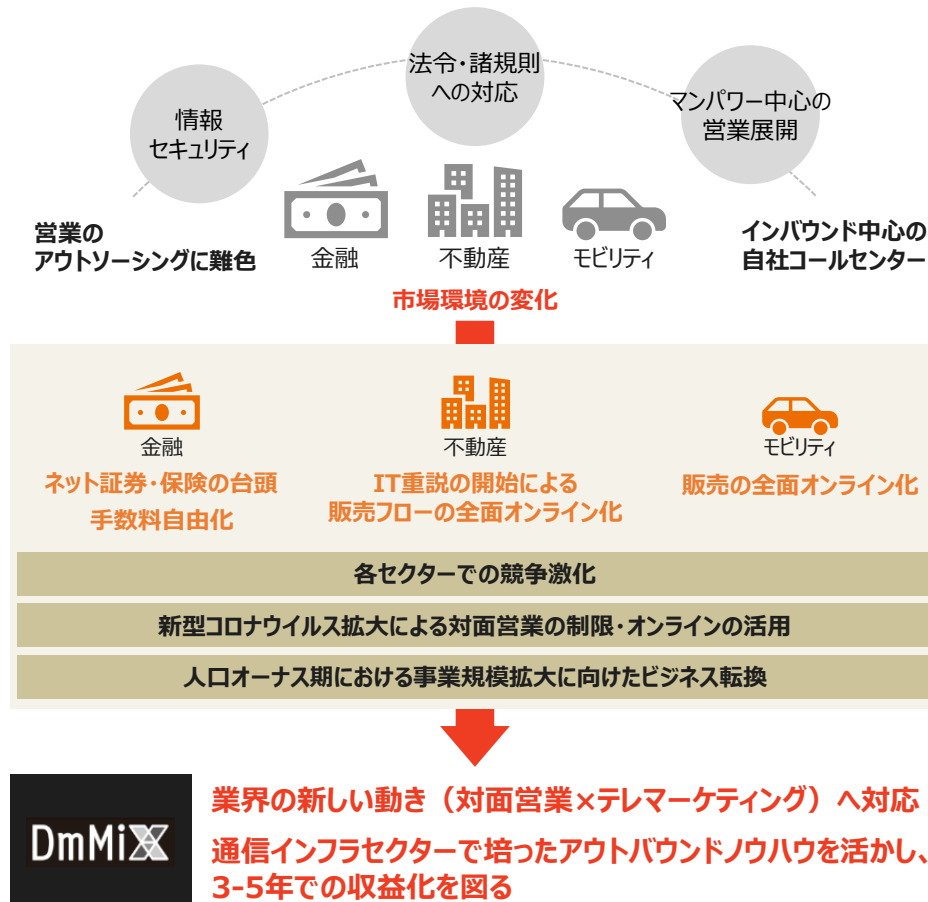 法令・諸規則
への対応
情報
セキュリティ
マンパワー中心の
営業展開
営業の
アウトソーシングに難色
金融
不動産
モビリティ
インバウンド中心の
自社コールセンター
市場環境の変化
金融
不動産
モビリティ
ネット証券・保険の台頭
手数料自由化
IT重説の開始による
販売フローの全面オンライン化
販売の全面オンライン化
各セクターでの競争激化
新型コロナウイルス拡大による対面営業の制限・オンラインの活用
人口オーナス期における事業規模拡大に向けたビジネス転換
DmMiX
業界の新しい動き（対面営業×テレマーケティング）へ対応
通信インフラセクターで培ったアウトバウンドノウハウを活かし、
3-5年での収益化を図る